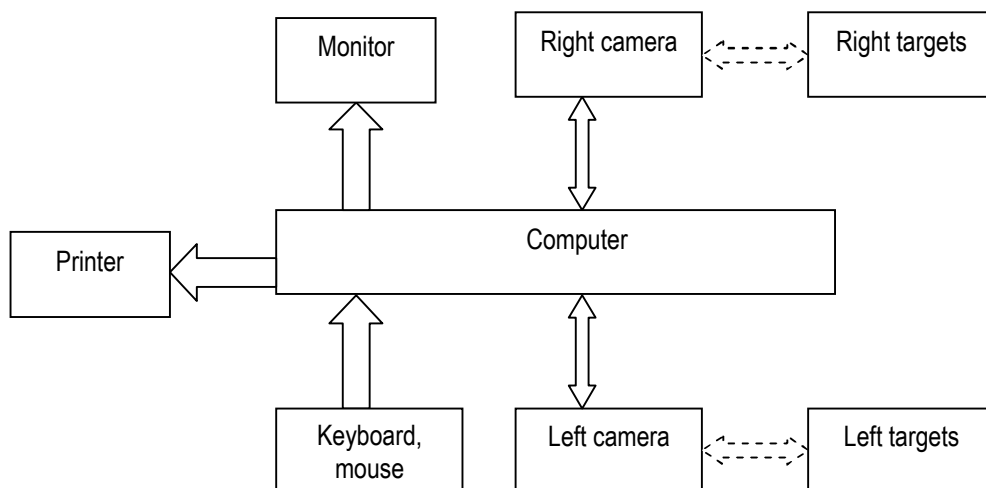 Monitor
Right camera
Right targets
Computer
Printer
Keyboard,
mouse
Left camera
Left targets